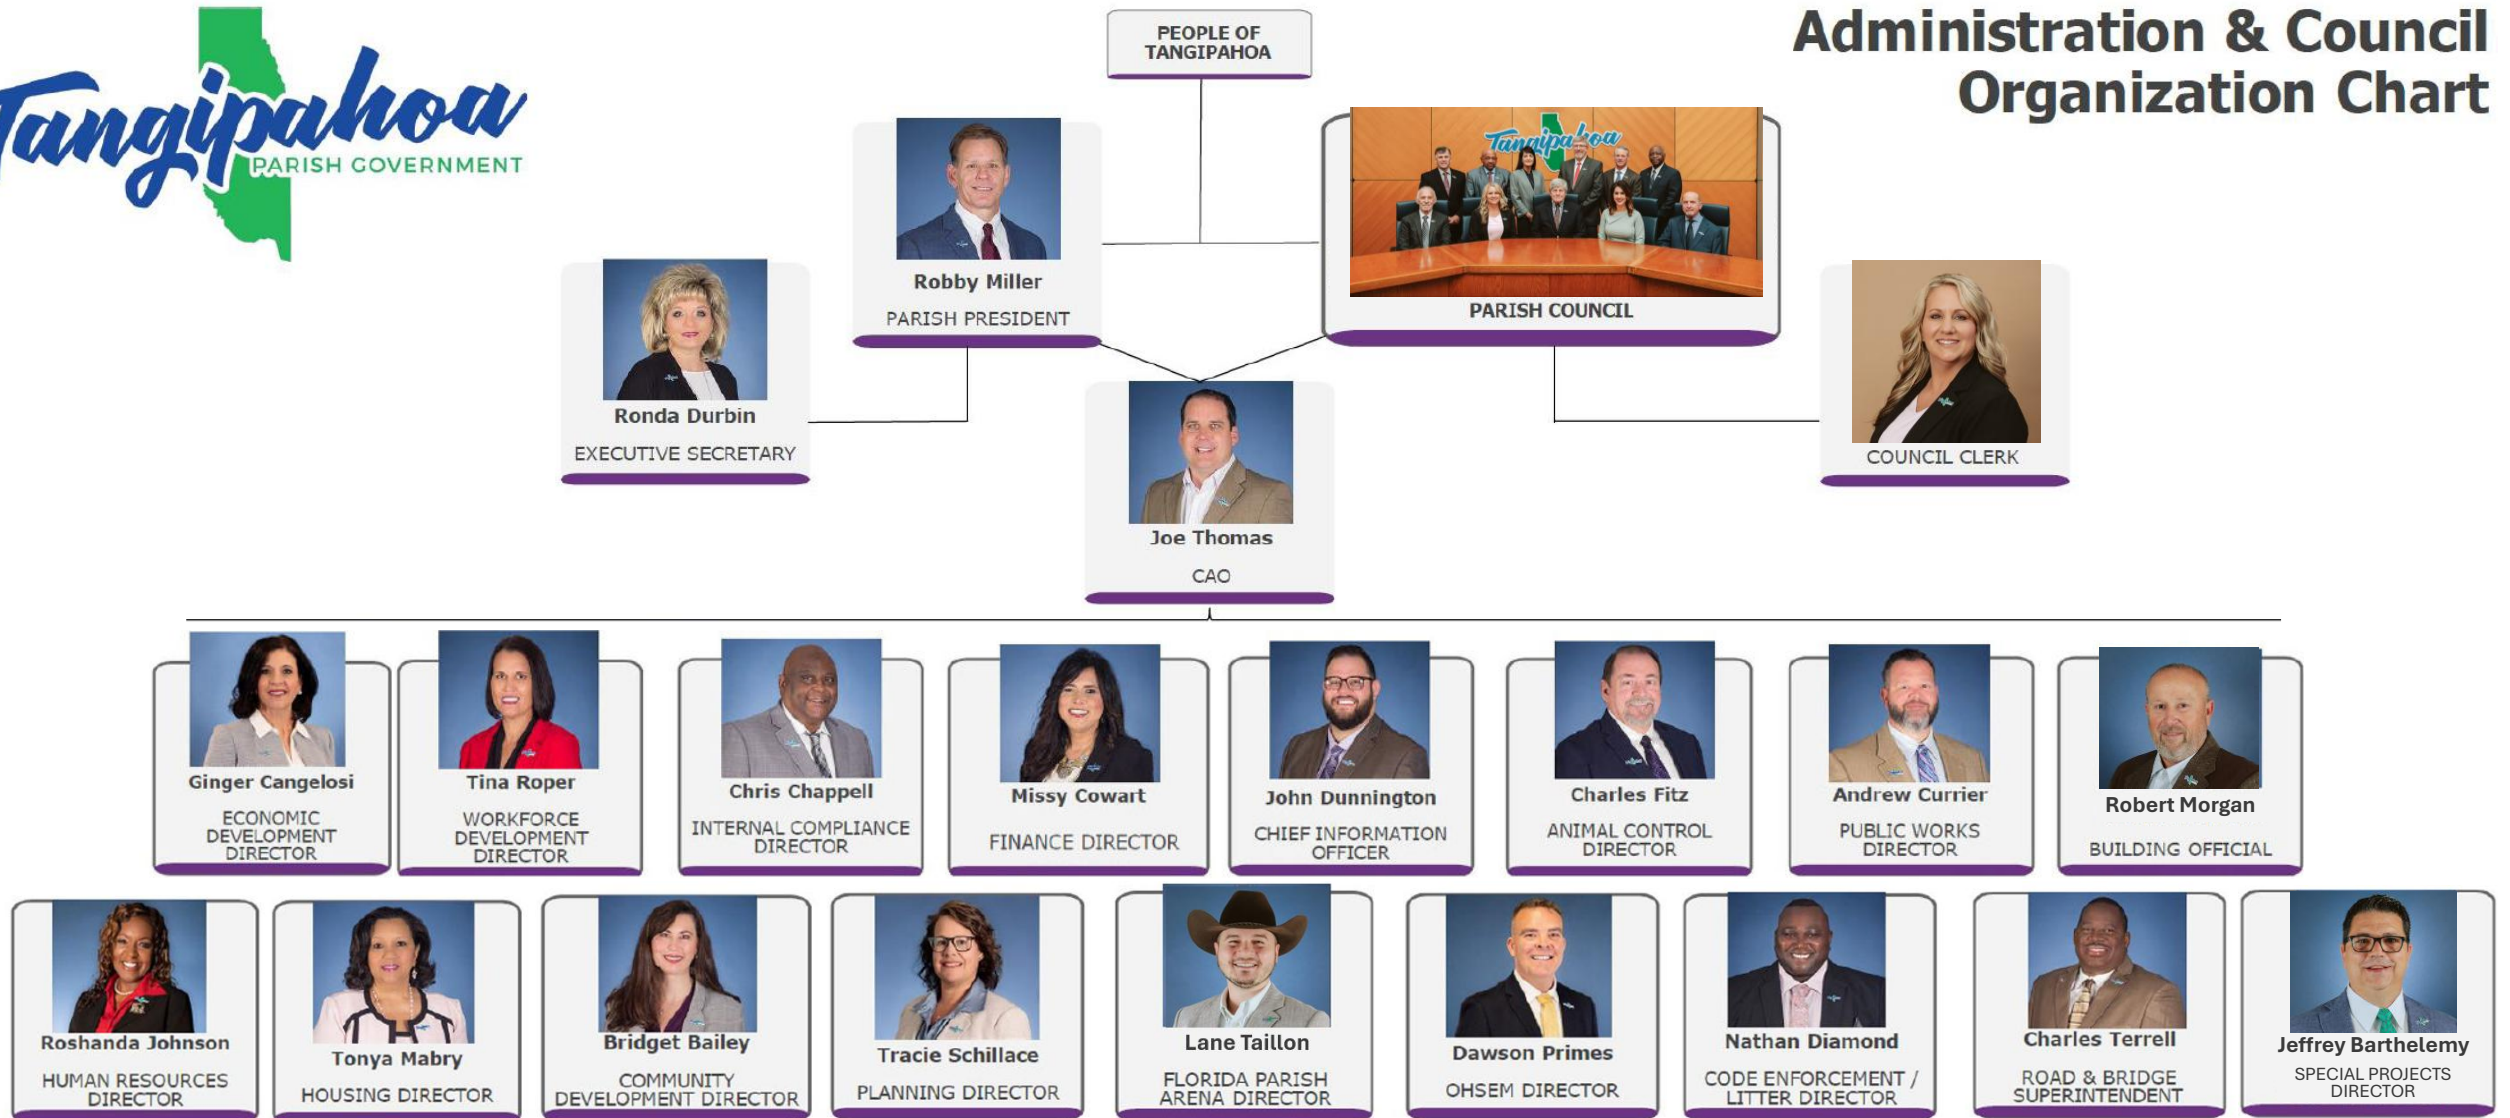 Tangipahoa
PARISH GOVERNMENT
PEOPLE OF
TANGIPAHOA
Administration & Council
Organization Chart
Tangipahoa
Robby Miller
PARISH PRESIDENT
PARISH COUNCIL
Ronda Durbin
EXECUTIVE SECRETARY
COUNCIL CLERK
Joe Thomas
CAO
Ginger Cangelosi
ECONOMIC
DEVELOPMENT
DIRECTOR
Tina Roper
WORKFORCE
DEVELOPMENT
DIRECTOR
Chris Chappell
INTERNAL COMPLIANCE
DIRECTOR
Missy Cowart
FINANCE DIRECTOR
John Dunnington
CHIEF INFORMATION
OFFICER
Charles Fitz
ANIMAL CONTROL
DIRECTOR
Andrew Currier
PUBLIC WORKS
DIRECTOR
Robert Morgan
BUILDING OFFICIAL
Roshanda Johnson
HUMAN RESOURCES
DIRECTOR
Tonya Mabry
HOUSING DIRECTOR
Bridget Bailey
COMMUNITY
DEVELOPMENT DIRECTOR
Tracie Schillace
PLANNING DIRECTOR
Lane Taillon
FLORIDA PARISH
ARENA DIRECTOR
Dawson Primes
OHSEM DIRECTOR
Nathan Diamond
CODE ENFORCEMENT /
LITTER DIRECTOR
Charles Terrell
ROAD & BRIDGE
SUPERINTENDENT
Jeffrey Barthelemy
SPECIAL PROJECTS
DIRECTOR